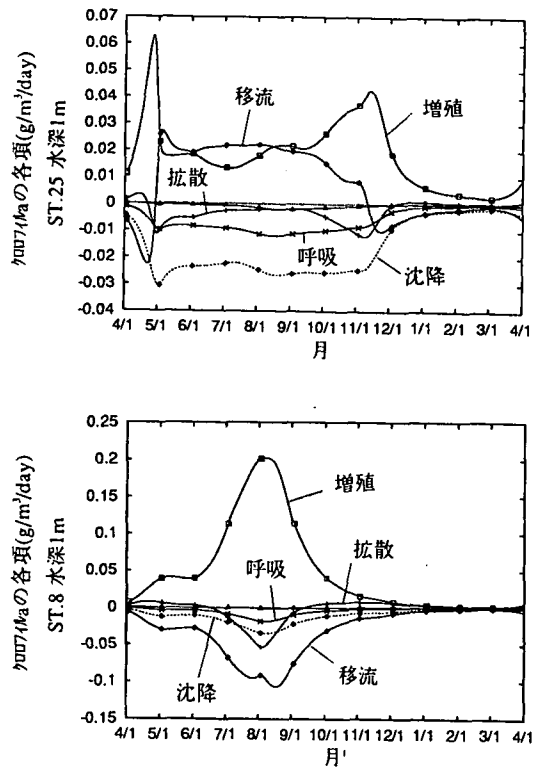 クロロフィルaの各項(g/m³/day)
ST.25 水深1m
0.07
0.06
0.05
0.04
0.03
0.02
0.01
0
-0.01
-0.02
-0.03
-0.04
移流
増殖
拡散
呼吸
沈降
4/1 5/1 6/1 7/1 8/1 9/1 10/1 11/1 12/1 1/1 2/1 3/1 4/1
月
クロロフィルaの各項(g/m³/day)
ST.8 水深1m
0.25
0.2
0.15
0.1
0.05
0
-0.05
-0.1
-0.15
増殖
拡散
呼吸
沈降
移流
4/1 5/1 6/1 7/1 8/1 9/1 10/1 11/1 12/1 1/1 2/1 3/1 4/1
月'